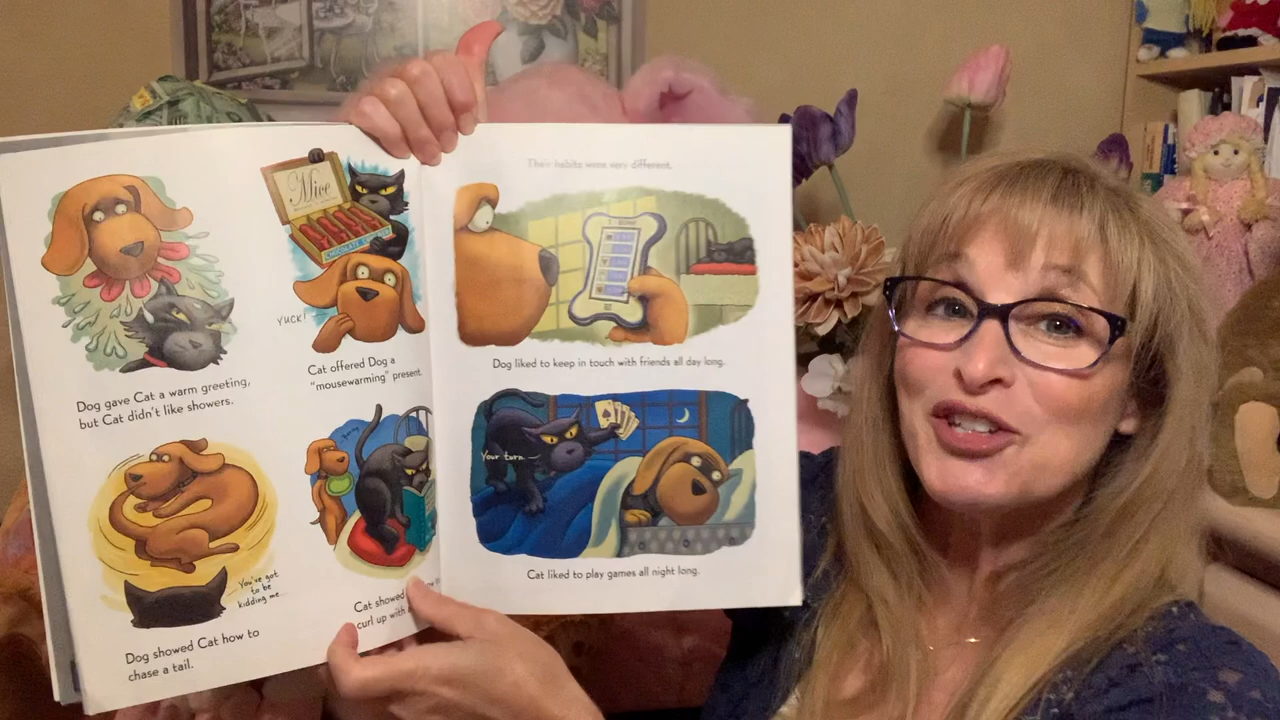 Mice
CHOCOLATE
YUCK!
Dog gave Cat a warm greeting,
but Cat didn't like showers.
Cat offered Dog a
"mousewarming" present.
You've got
to be
kidding me.
Dog showed Cat how to
chase a tail.
Cat showed
curl up with
Their habits were very different.
Dog liked to keep in touch with friends all day long.
Your turn
Cat liked to play games all night long.